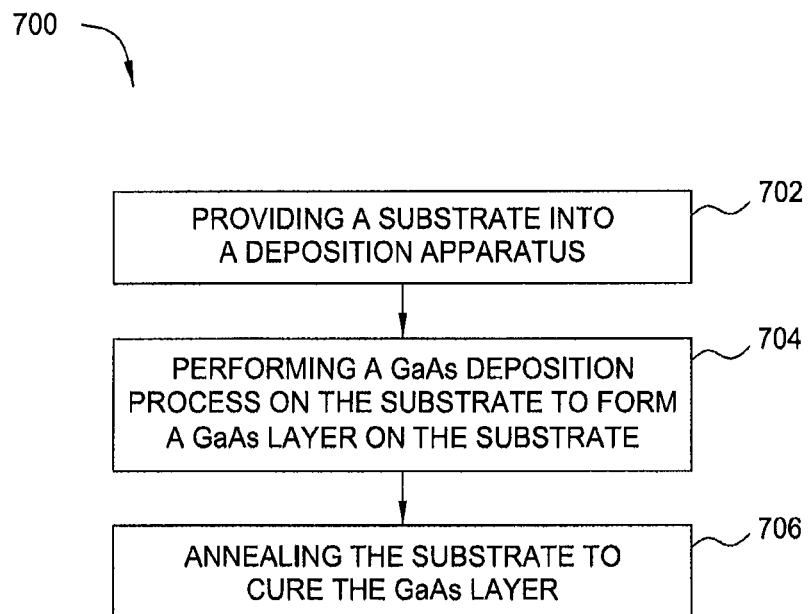 700
702
PROVIDING A SUBSTRATE INTO
A DEPOSITION APPARATUS
704
PERFORMING A GaAs DEPOSITION
PROCESS ON THE SUBSTRATE TO FORM
A GaAs LAYER ON THE SUBSTRATE
706
ANNEALING THE SUBSTRATE TO
CURE THE GaAs LAYER